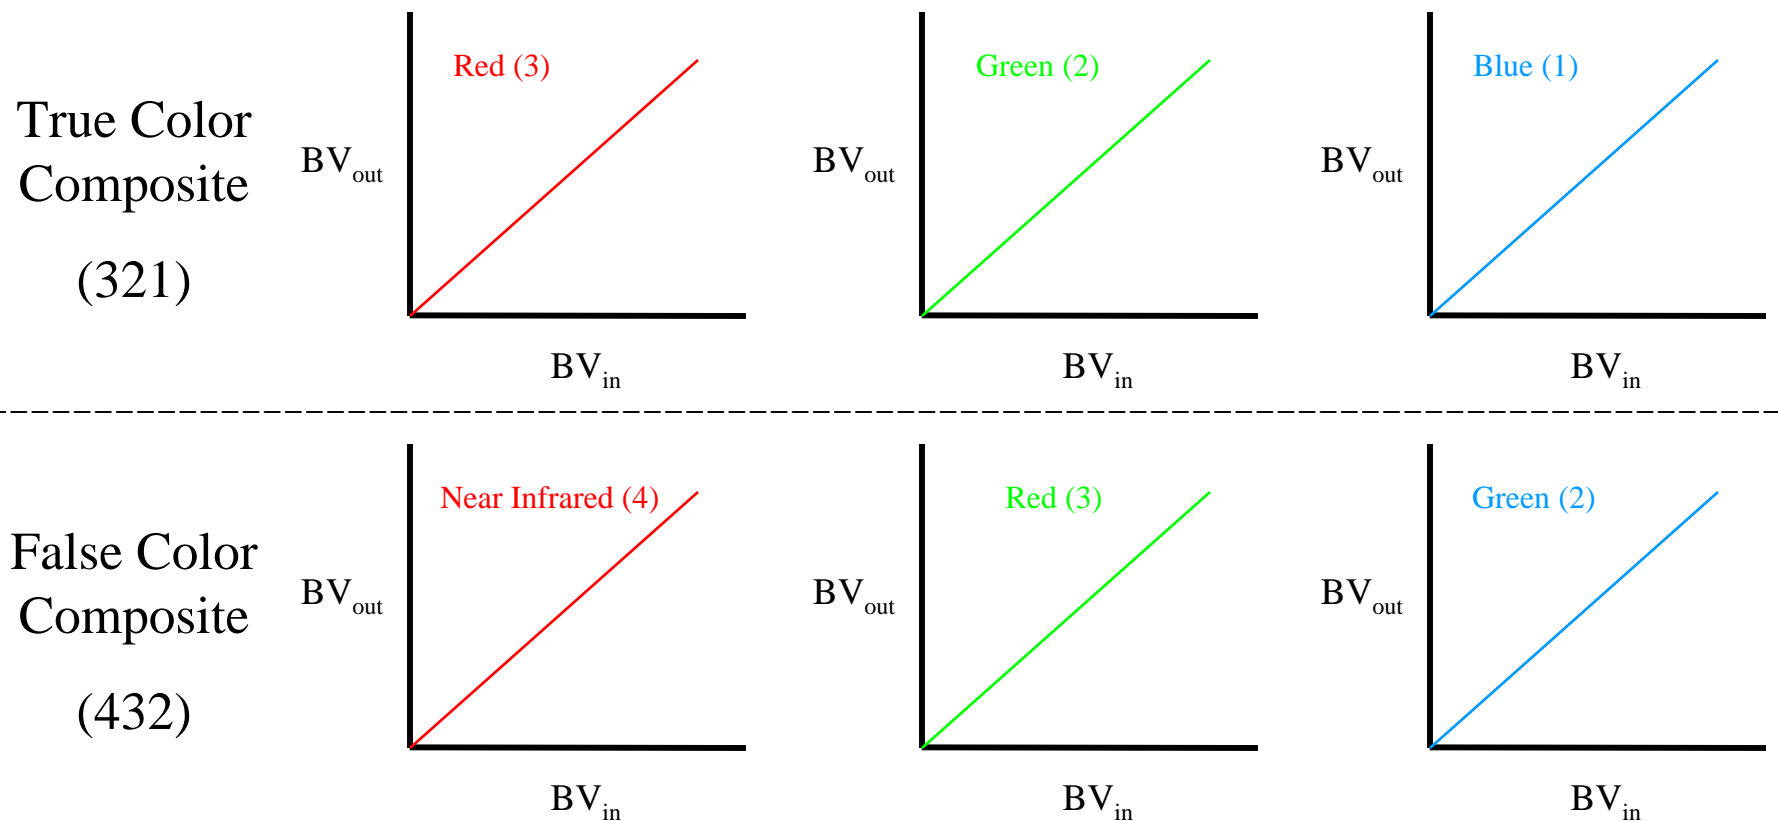 True Color
Composite
(321)
Red (3)
BVout
BVin
Green (2)
BVout
BVin
Blue (1)
BVout
BVin
False Color
Composite
(432)
Near Infrared (4)
BVout
BVin
Red (3)
BVout
BVin
Green (2)
BVout
BVin